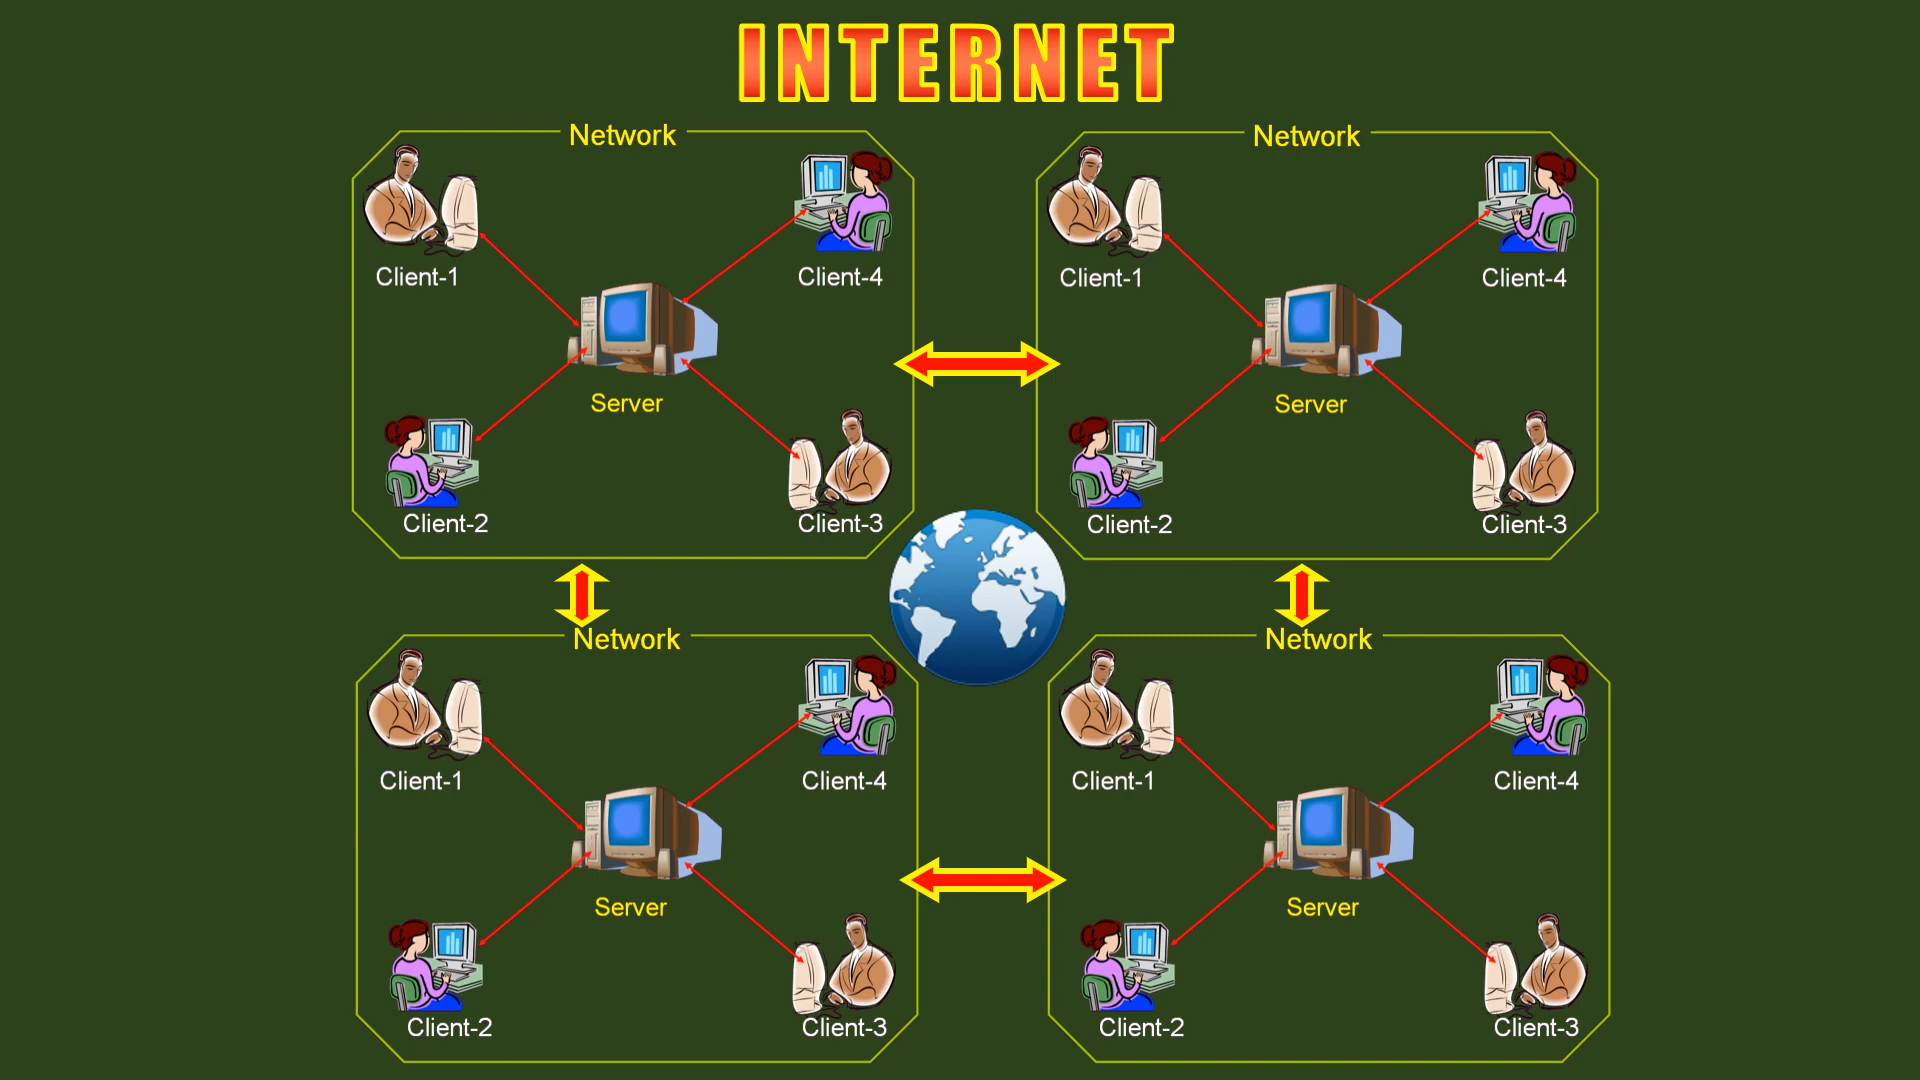 INTERNET
Network
Client-1
Client-4
Server
Client-2
Client-3
Network
Client-1
Client-4
Server
Client-2
Client-3
Network
Client-1
Client-4
Server
Client-2
Client-3
Network
Client-1
Client-4
Server
Client-2
Client-3